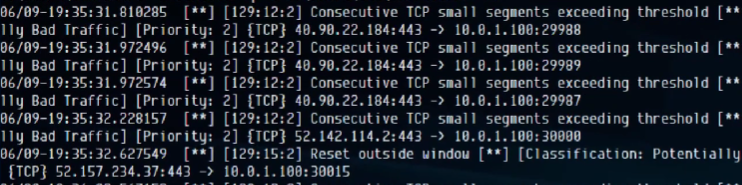 06/09-19:35:31.810285  [**] [129:12:2] Consecutive TCP small segments exceeding threshold [**
lly Bad Traffic] [Priority: 2] {TCP} 40.90.22.184:443 -> 10.0.1.100:29988
06/09-19:35:31.972496  [**] [129:12:2] Consecutive TCP small segments exceeding threshold [**
lly Bad Traffic] [Priority: 2] {TCP} 40.90.22.184:443 -> 10.0.1.100:29989
06/09-19:35:31.972574  [**] [129:12:2] Consecutive TCP small segments exceeding threshold [**
lly Bad Traffic] [Priority: 2] {TCP} 40.90.22.184:443 -> 10.0.1.100:29987
06/09-19:35:32.228157  [**] [129:12:2] Consecutive TCP small segments exceeding threshold [**
lly Bad Traffic] [Priority: 2] {TCP} 52.142.114.2:443 -> 10.0.1.100:30000
06/09-19:35:32.627549  [**] [129:15:2] Reset outside window [**] [Classification: Potentially
 {TCP} 52.157.234.37:443 -> 10.0.1.100:30015